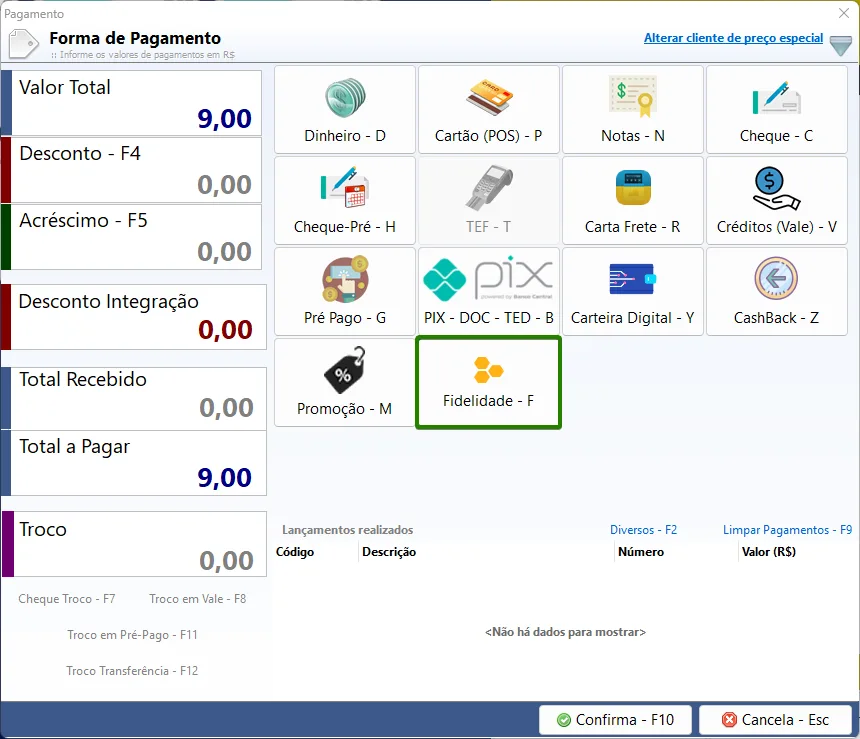 Pagamento
Forma de Pagamento
:: Informe os valores de pagamentos em R$
Alterar cliente de preço especial
Valor Total
9,00
Desconto - F4
0,00
Acréscimo - F5
0,00
Desconto Integração
0,00
Total Recebido
0,00
Total a Pagar
9,00
Troco
0,00
Cheque Troco - F7 Troco em Vale - F8
Troco em Pré-Pago - F11
Troco Transferência - F12
Dinheiro - D Cartão (POS) - P Notas - N Cheque - C
Cheque-Pré - H TEF - T Carta Frete - R Créditos (Vale) - V
pix
powered by Banco Central
Pré Pago - G PIX - DOC - TED - B Carteira Digital - Y CashBack - Z
Promoção - M Fidelidade - F
Lançamentos realizados Diversos - F2 Limpar Pagamentos - F9
Código Descrição Número Valor (R$)
<Não há dados para mostrar>
Confirma - F10 Cancela - Esc